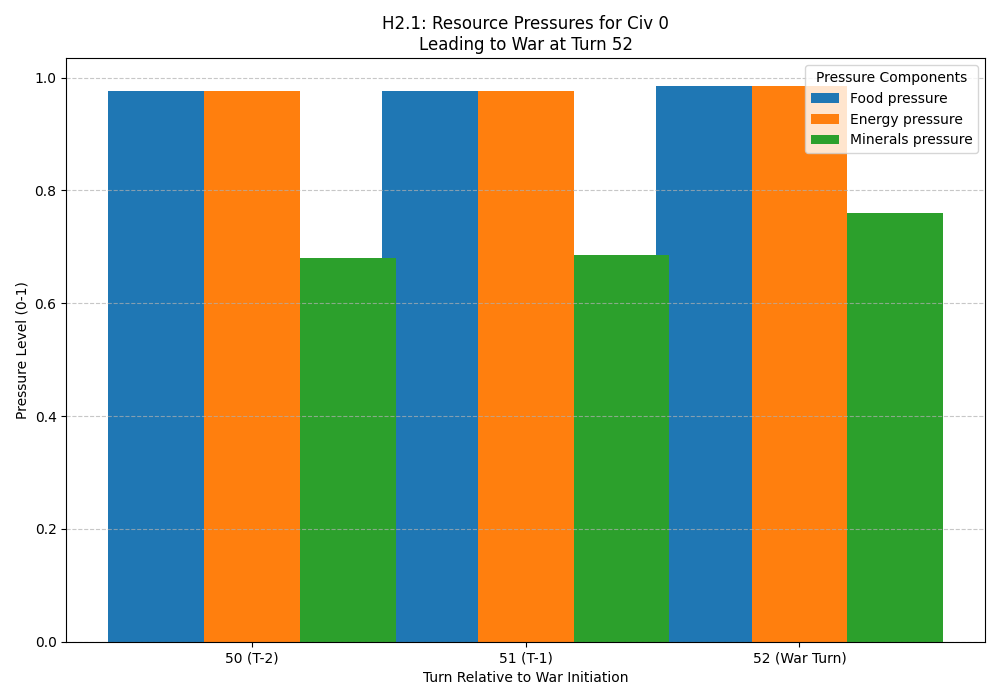 H2.1: Resource Pressures for Civ 0
Leading to War at Turn 52
Pressure Components
Food pressure
Energy pressure
Minerals pressure
Pressure Level (0-1)
1.0
0.8
0.6
0.4
0.2
0.0
50 (T-2)
51 (T-1)
52 (War Turn)
Turn Relative to War Initiation